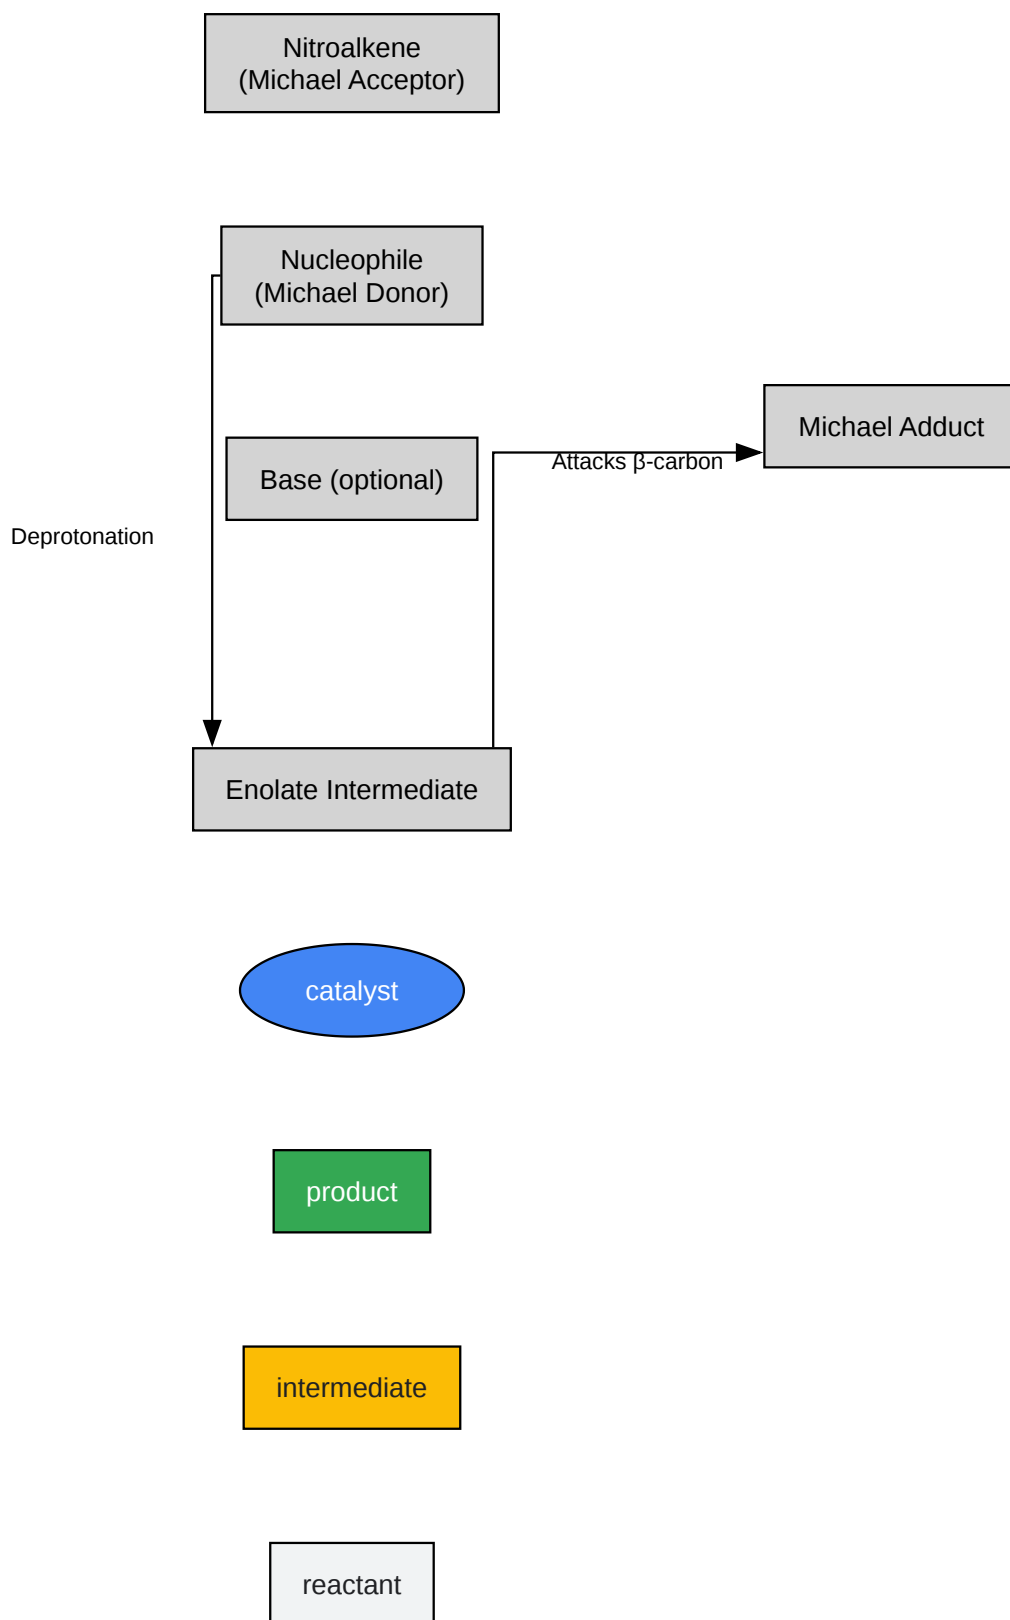 Nitroalkene
(Michael Acceptor)
Nucleophile
(Michael Donor)
Michael Adduct
Attacks β-carbon
Base (optional)
Deprotonation
Enolate Intermediate
catalyst
product
intermediate
reactant